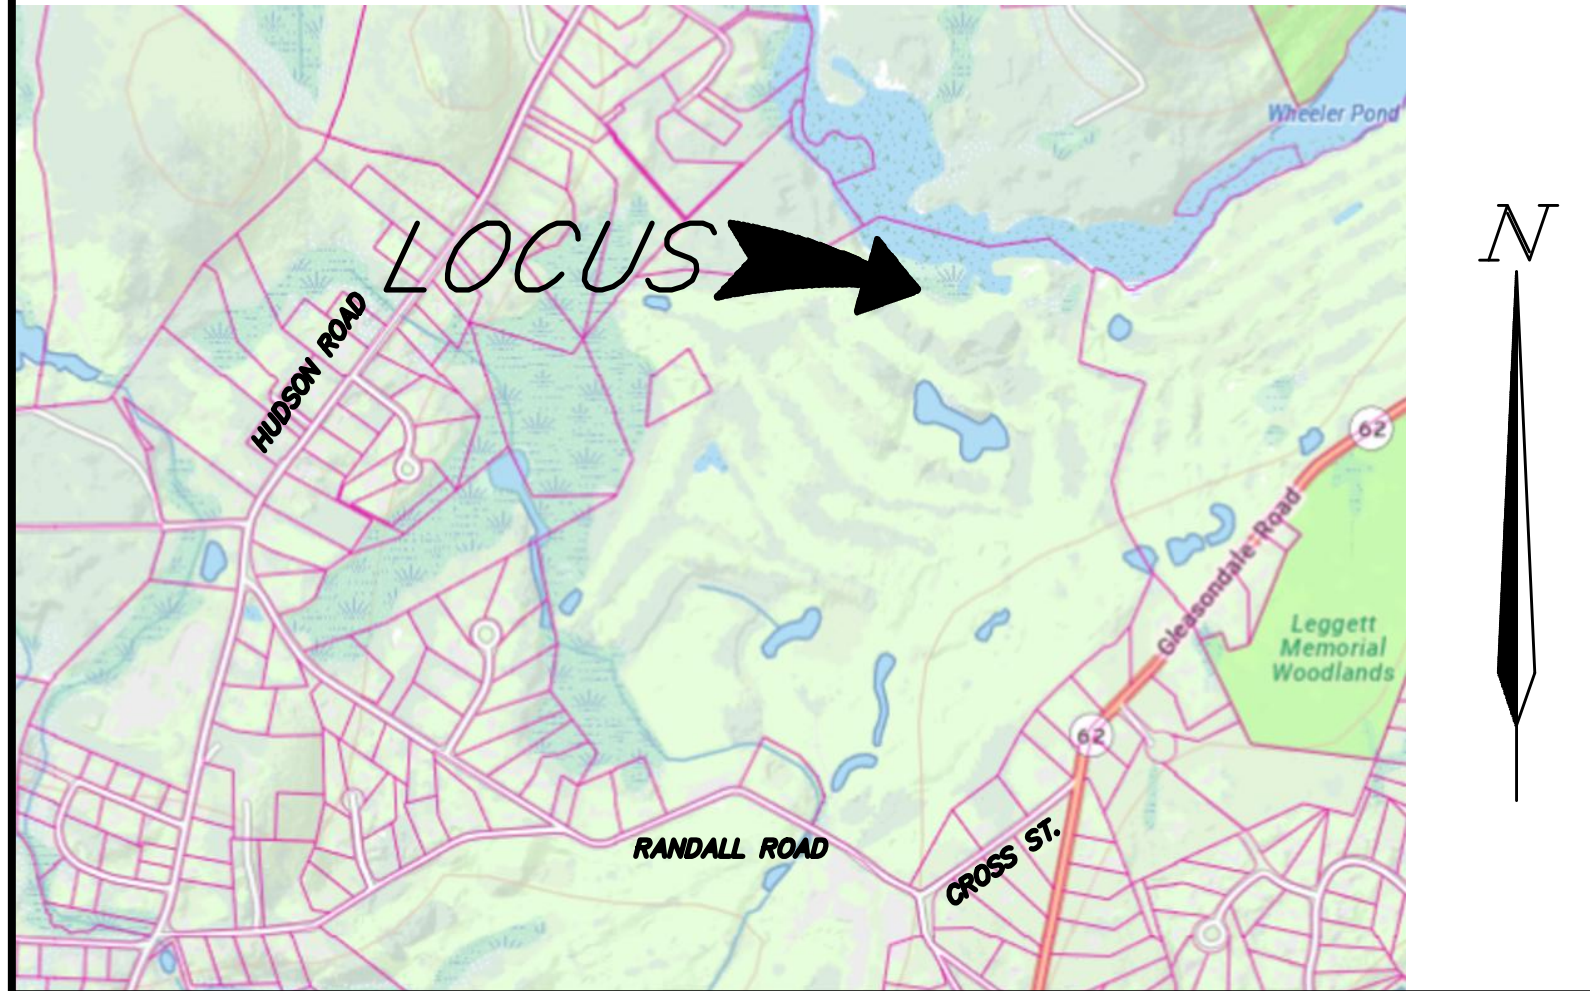 Wheeler Pond
N
LOCUS
HUDSON ROAD
62
Gleasondale Road
Leggett
Memorial
Woodlands
62
RANDALL ROAD
CROSS ST.